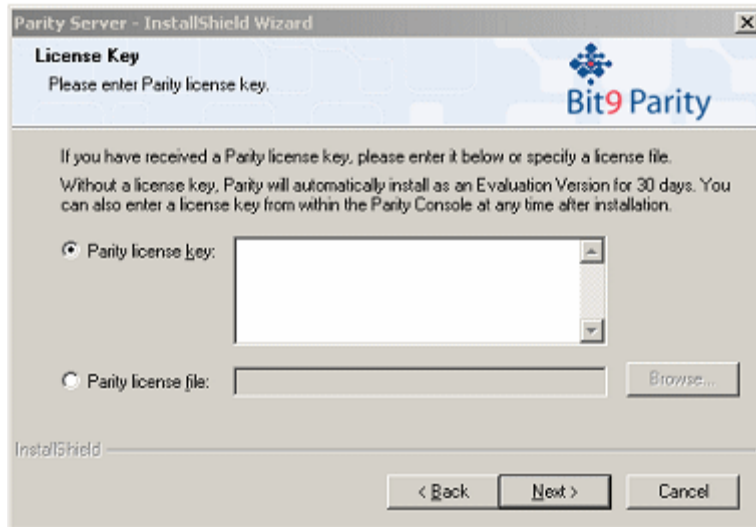 Parity Server - InstallShield Wizard
License Key
Please enter Parity license key.
Bit9 Parity
If you have received a Parity license key, please enter it below or specify a license file.
Without a license key, Parity will automatically install as an Evaluation Version for 30 days. You
can also enter a license key from within the Parity Console at any time after installation.
Parity license key:
Parity license file:
Browse...
InstallShield
< Back
Next >
Cancel